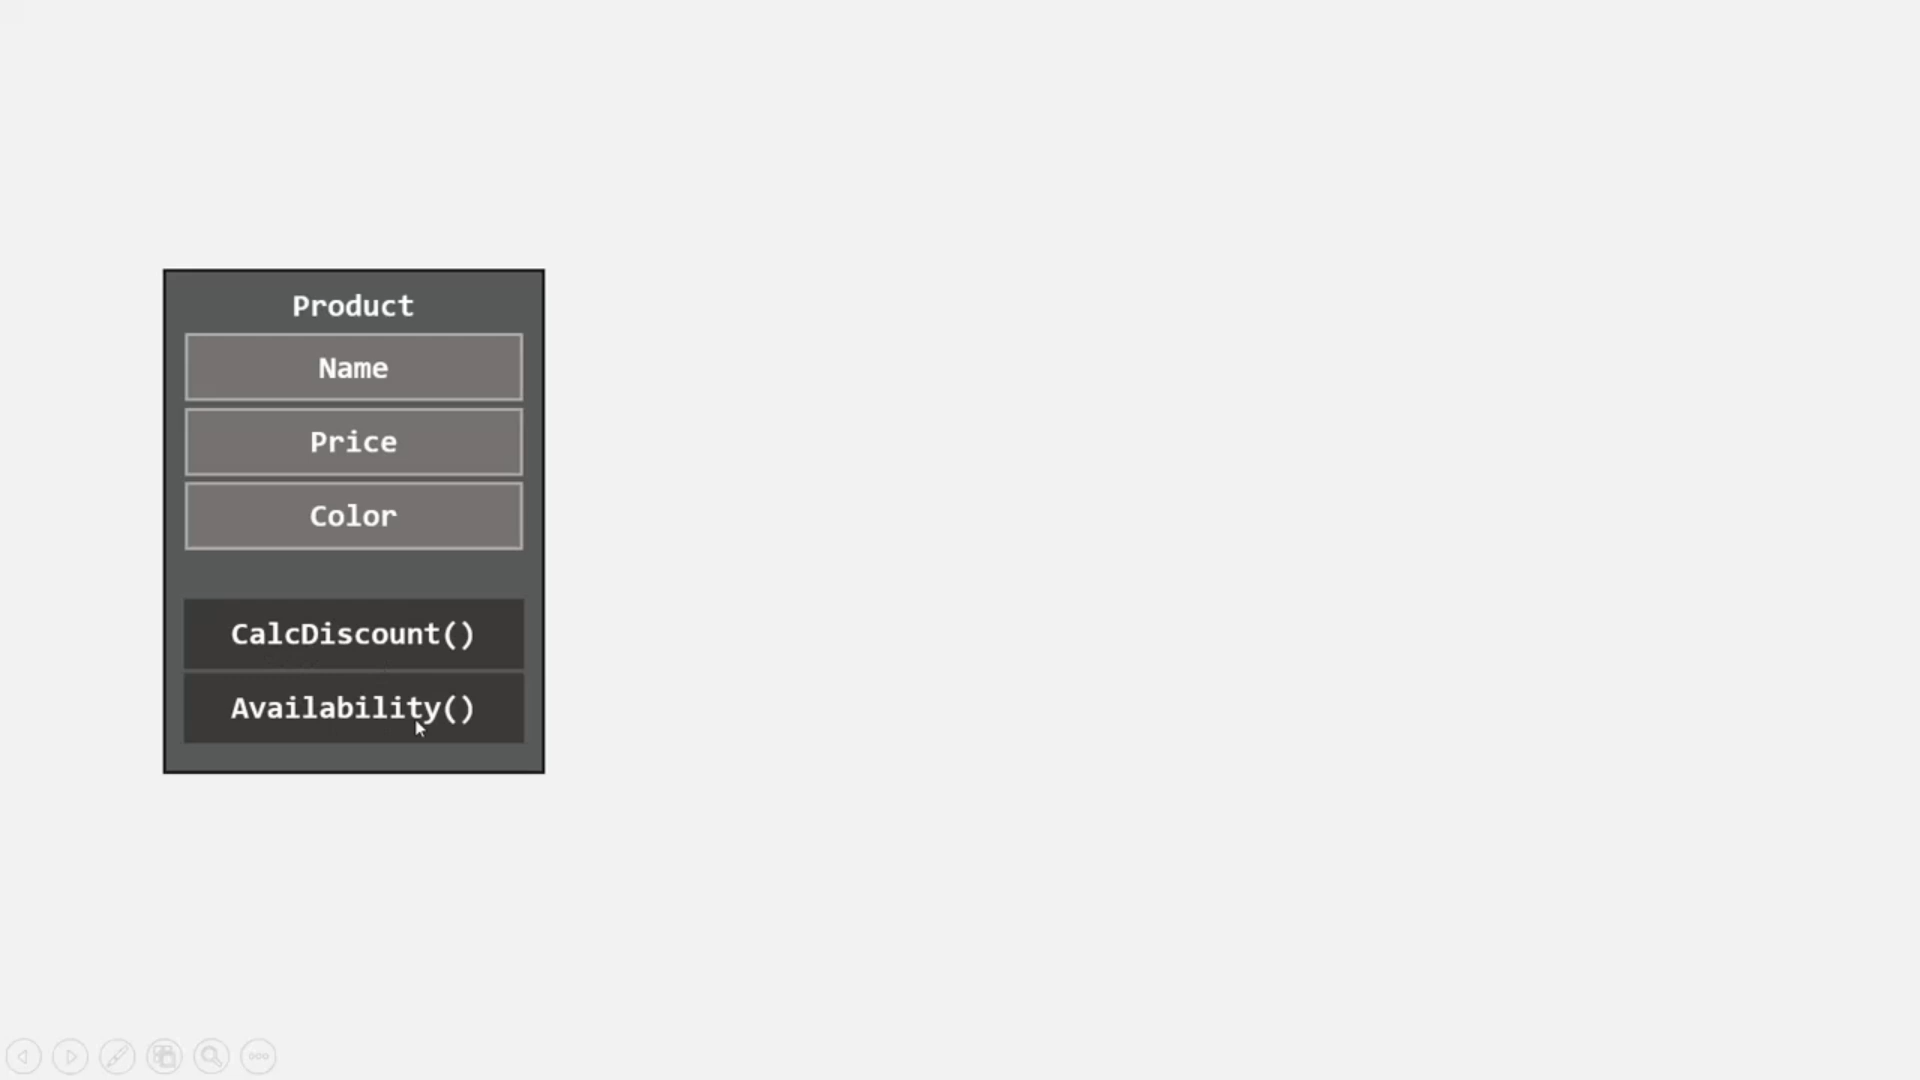 Product
Name
Price
Color
CalcDiscount()
Availability()